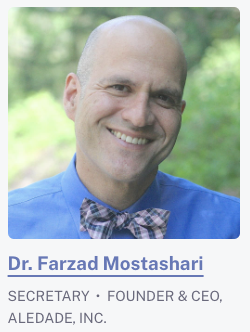 Dr. Farzad Mostashari
SECRETARY • FOUNDER & CEO,
ALEDADE, INC.